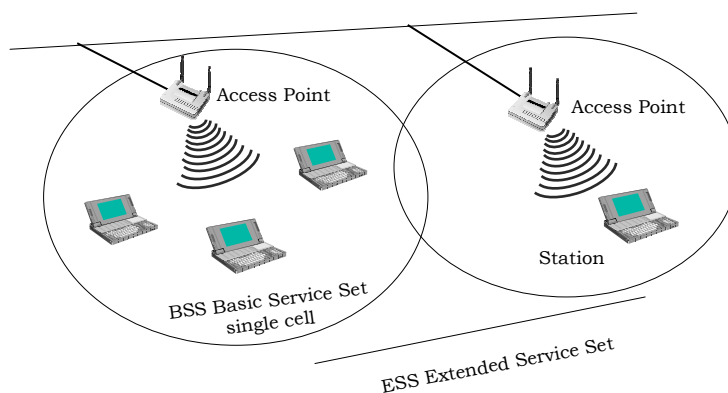 Access Point
Access Point
Station
BSS Basic Service Set
single cell
ESS Extended Service Set